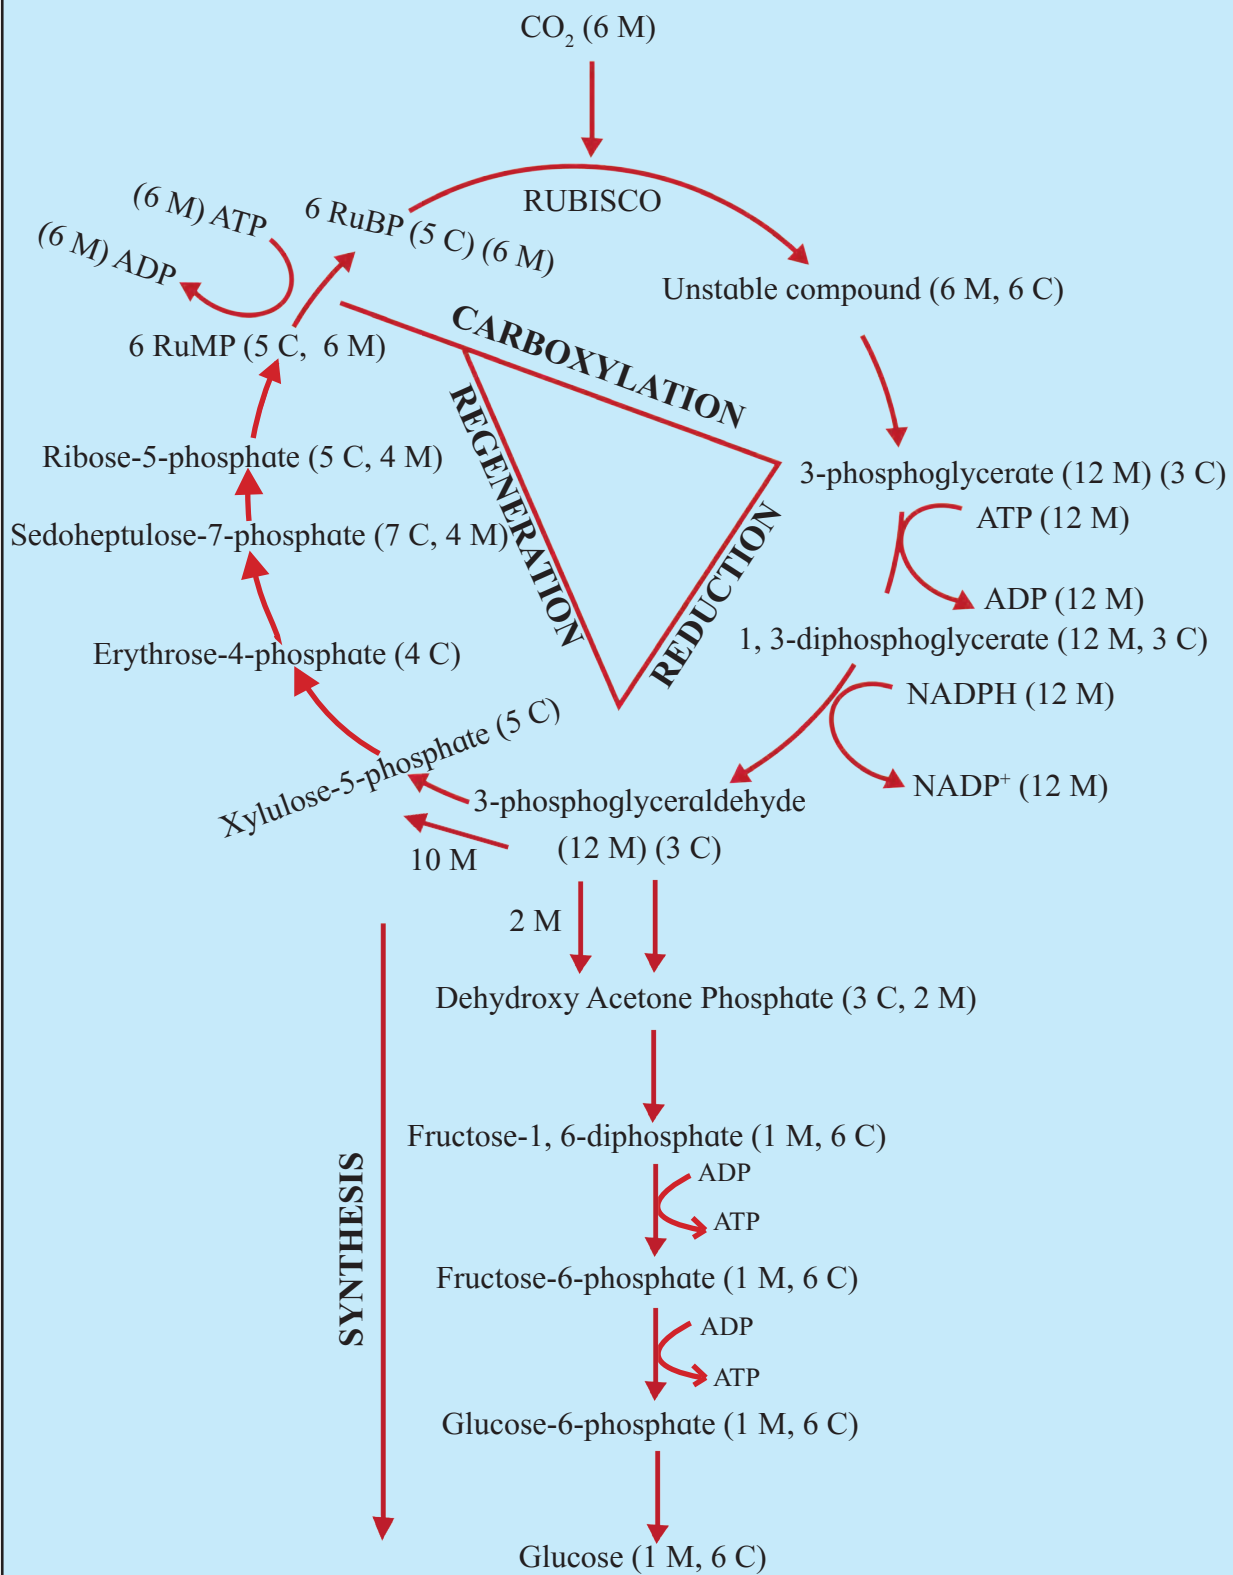 CO2 (6 M)
RUBISCO
(6 M) ATP
(6 M) ADP
6 RuBP (5 C) (6 M)
Unstable compound (6 M, 6 C)
6 RuMP (5 C, 6 M)
CARBOXYLATION
REGENERATION
REDUCTION
Ribose-5-phosphate (5 C, 4 M)
3-phosphoglycerate (12 M) (3 C)
ATP (12 M)
Sedoheptulose-7-phosphate (7 C, 4 M)
ADP (12 M)
1, 3-diphosphoglycerate (12 M, 3 C)
Erythrose-4-phosphate (4 C)
NADPH (12 M)
Xylulose-5-phosphate (5 C)
NADP+ (12 M)
3-phosphoglyceraldehyde
(12 M) (3 C)
10 M
2 M
Dehydroxy Acetone Phosphate (3 C, 2 M)
Fructose-1, 6-diphosphate (1 M, 6 C)
ADP
ATP
SYNTHESIS
Fructose-6-phosphate (1 M, 6 C)
ADP
ATP
Glucose-6-phosphate (1 M, 6 C)
Glucose (1 M, 6 C)